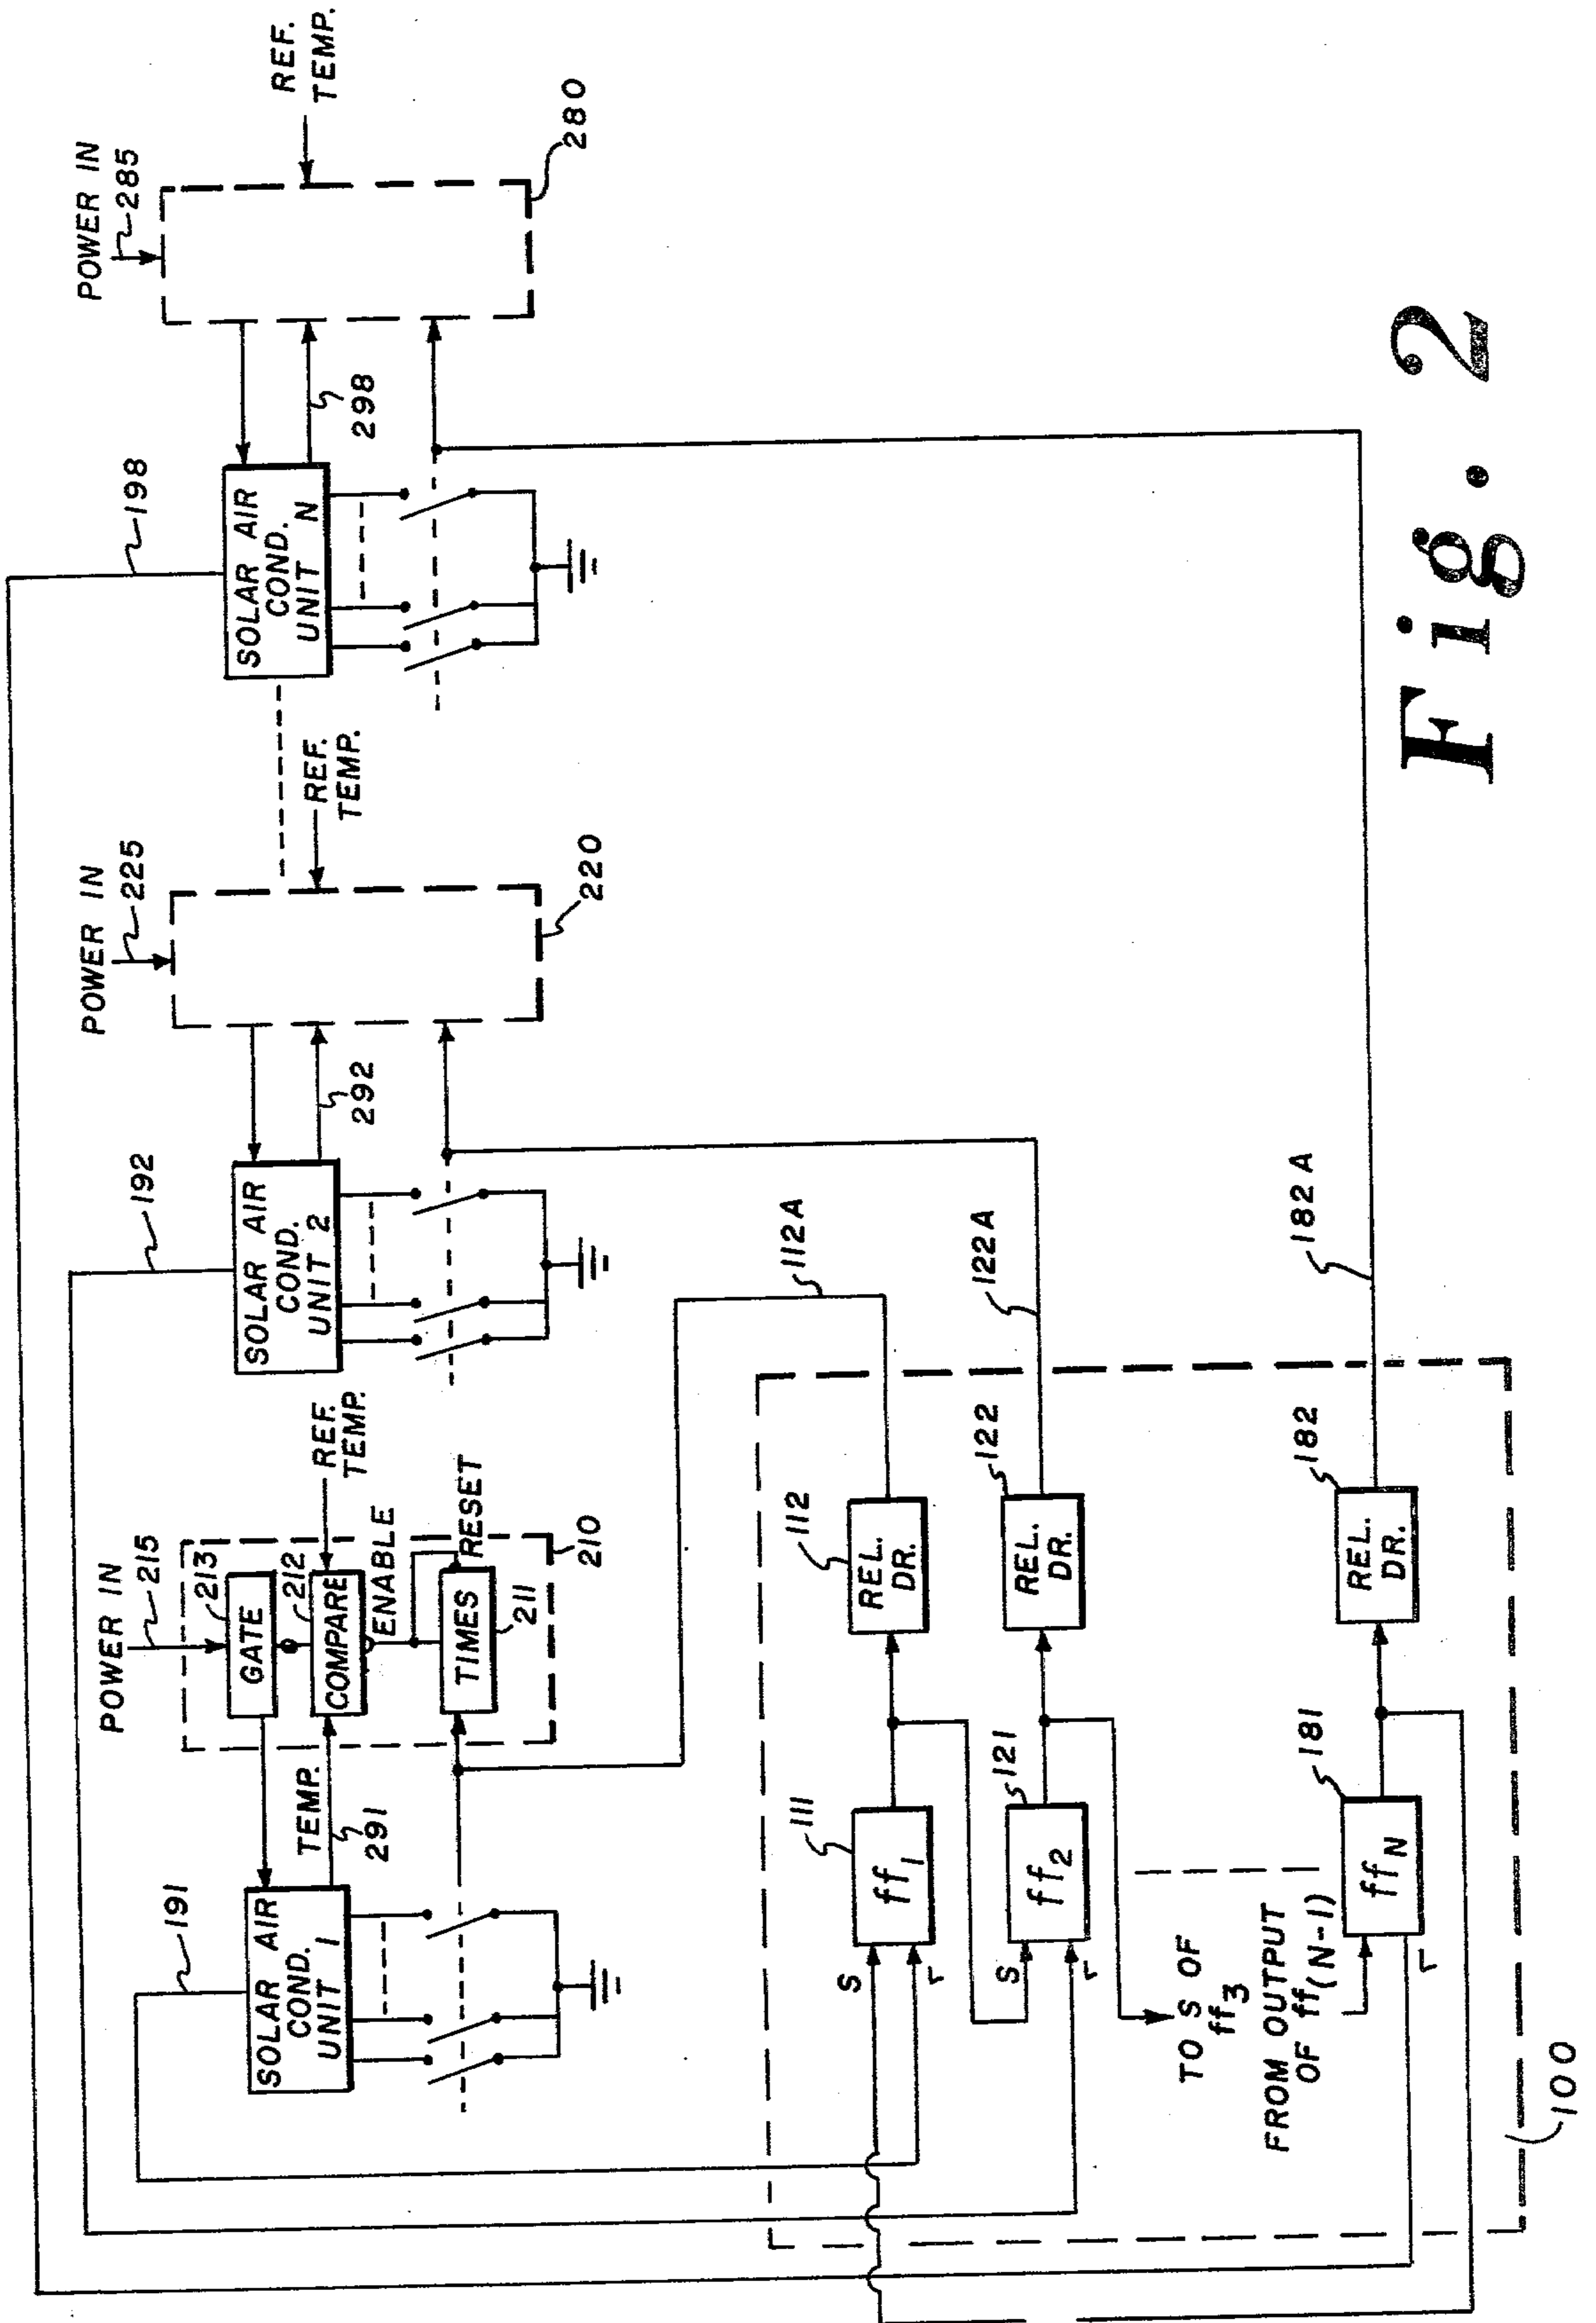 POWER IN
285
REF.
TEMP.
280
298
198
SOLAR AIR
COND.
UNIT N
REF.
TEMP.
POWER IN
225
220
292
192
SOLAR AIR
COND.
UNIT 2
REF.
TEMP.
POWER IN
215
213
GATE
212
COMPARE
ENABLE
RESET
TIMES
211
210
TEMP.
291
191
SOLAR AIR
COND.
UNIT 1
112A
122A
182A
112
REL.
DR.
122
REL.
DR.
182
REL.
DR.
111
ff1
S
r
121
ff2
S
r
181
ffN
r
TO S OF
ff3
FROM OUTPUT
OF ff(N-1)
100
Fig. 2